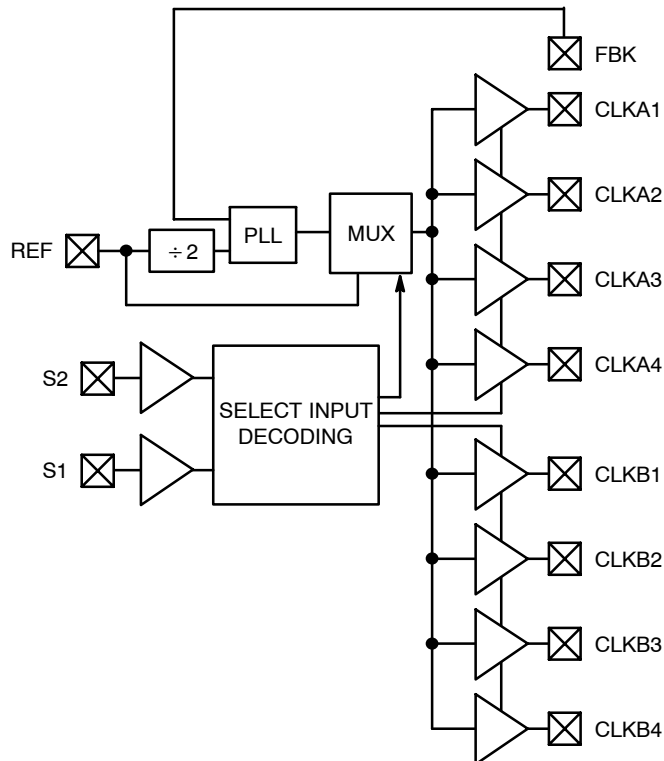 FBK
CLKA1
CLKA2
PLL
MUX
REF
÷ 2
CLKA3
CLKA4
S2
SELECT INPUT
DECODING
S1
CLKB1
CLKB2
CLKB3
CLKB4